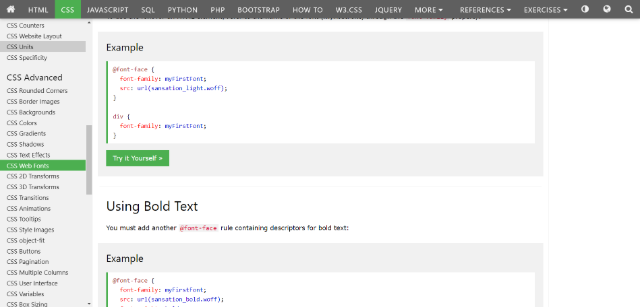 HTML CSS JAVASCRIPT SQL PYTHON PHP BOOTSTRAP HOW TO W3.CSS JQUERY MORE REFERENCES EXERCISES
CSS Counters
CSS Website Layout
CSS Units
CSS Specificity
CSS Advanced
CSS Rounded Corners
CSS Border Images
CSS Backgrounds
CSS Colors
CSS Gradients
CSS Shadows
CSS Text Effects
CSS Web Fonts
CSS 2D Transforms
CSS 3D Transforms
CSS Transitions
CSS Animations
CSS Tooltips
CSS Style Images
CSS object-fit
CSS Buttons
CSS Pagination
CSS Multiple Columns
CSS User Interface
CSS Variables
CSS Box Sizing
Example
@font-face {
font-family: myFirstFont;
src: url(sansation_light.woff);
}
div {
font-family: myFirstFont;
}
Try it Yourself »
Using Bold Text
You must add another @font-face rule containing descriptors for bold text:
Example
@font-face {
font-family: myFirstFont;
src: url(sansation_bold.woff);